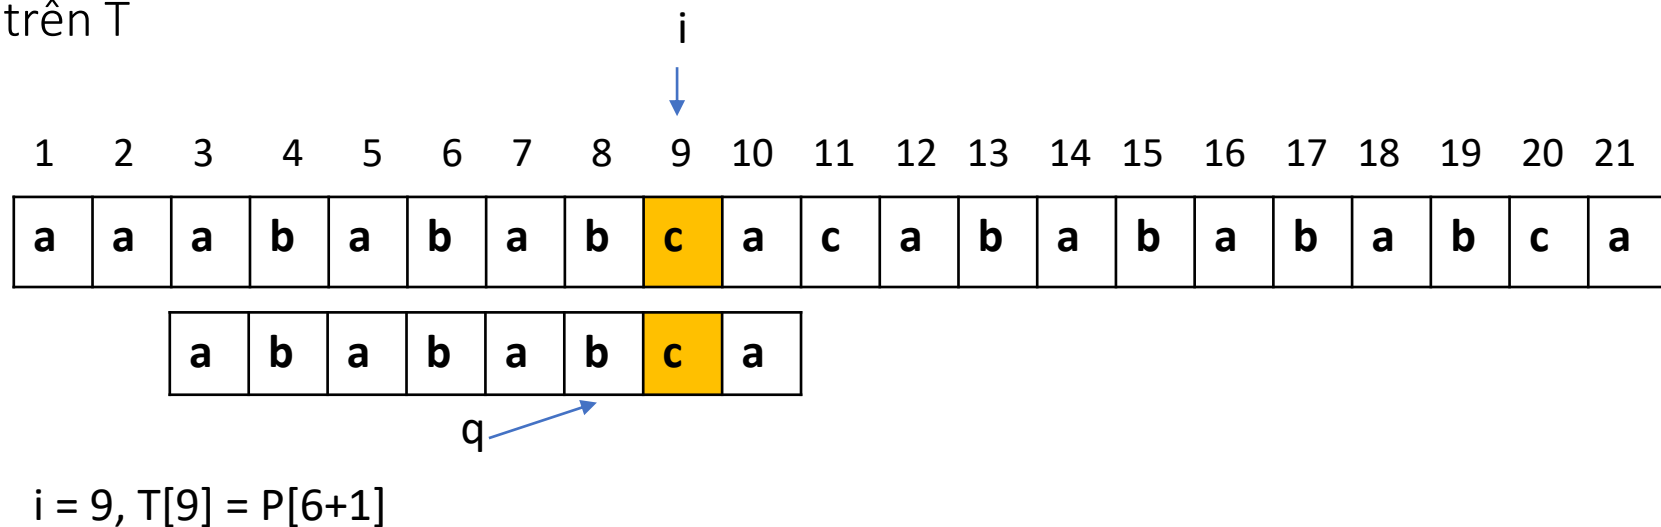 trên T
i
1 2 3 4 5 6 7 8 9 10 11 12 13 14 15 16 17 18 19 20 21
a a a b a b a b c a c a b a b a b a b c a
a b a b a b c a
q
i = 9, T[9] = P[6+1]